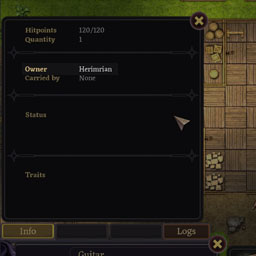 Hitpoints 120/120
Quantity 1
Owner Herimrian
Carried by None
Status
Traits
Info Logs
Guitar